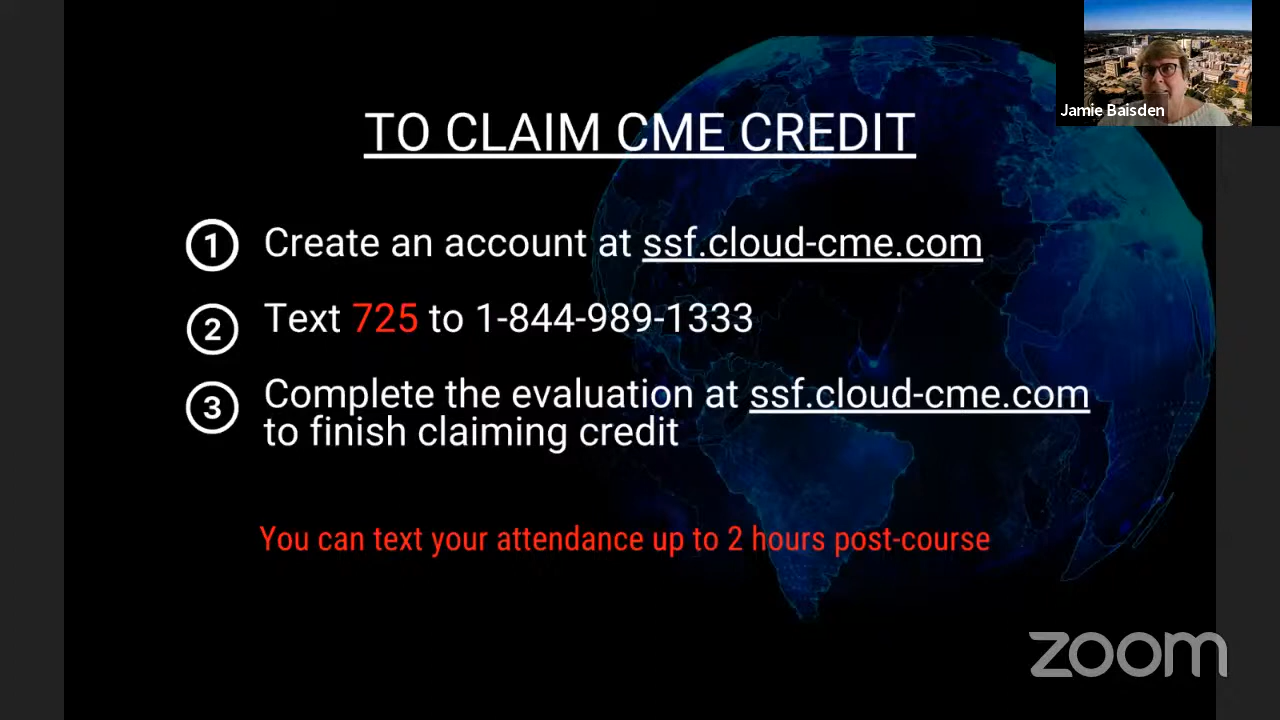 Jamie Baisden
TO CLAIM CME CREDIT
1 Create an account at ssf.cloud-cme.com
2 Text 725 to 1-844-989-1333
3 Complete the evaluation at ssf.cloud-cme.com
to finish claiming credit
You can text your attendance up to 2 hours post-course
zoom